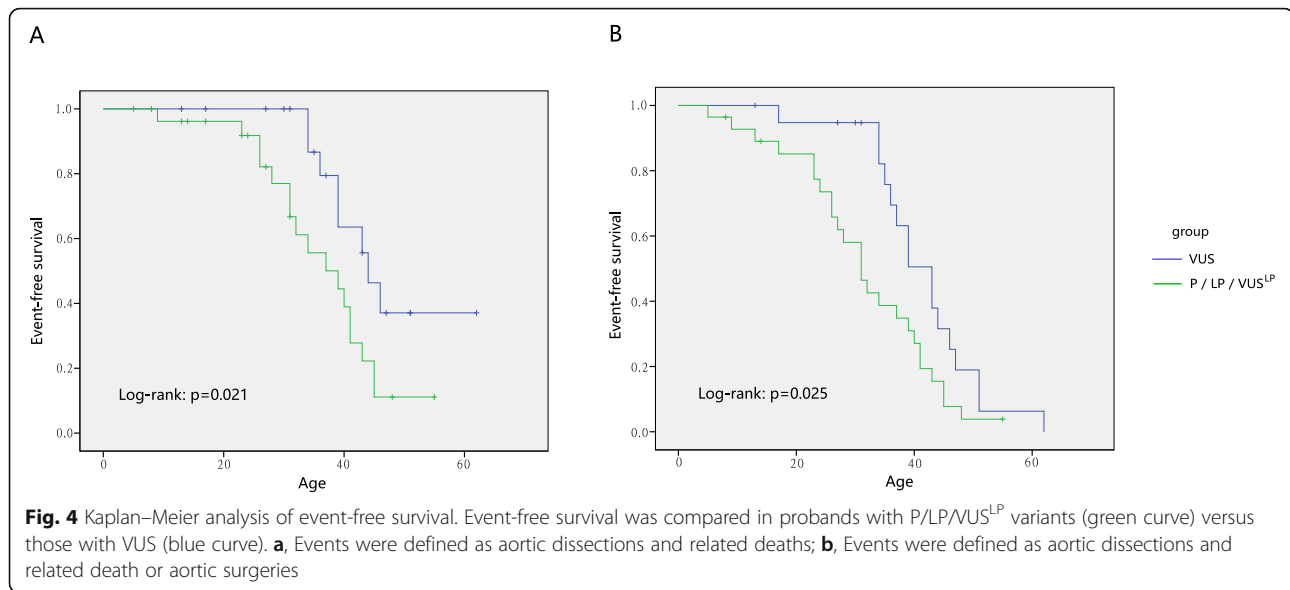 A
B
1.0
0.8
0.6
0.4
0.2
0.0
Event-free survival
Log-rank: p=0.021
0 20 40 60
Age
1.0
0.8
0.6
0.4
0.2
0.0
Event-free survival
Log-rank: p=0.025
0 20 40 60
Age
group
VUS
P / LP / VUS^LP
Fig. 4 Kaplan–Meier analysis of event-free survival. Event-free survival was compared in probands with P/LP/VUS^LP variants (green curve) versus
those with VUS (blue curve). a, Events were defined as aortic dissections and related deaths; b, Events were defined as aortic dissections and
related death or aortic surgeries